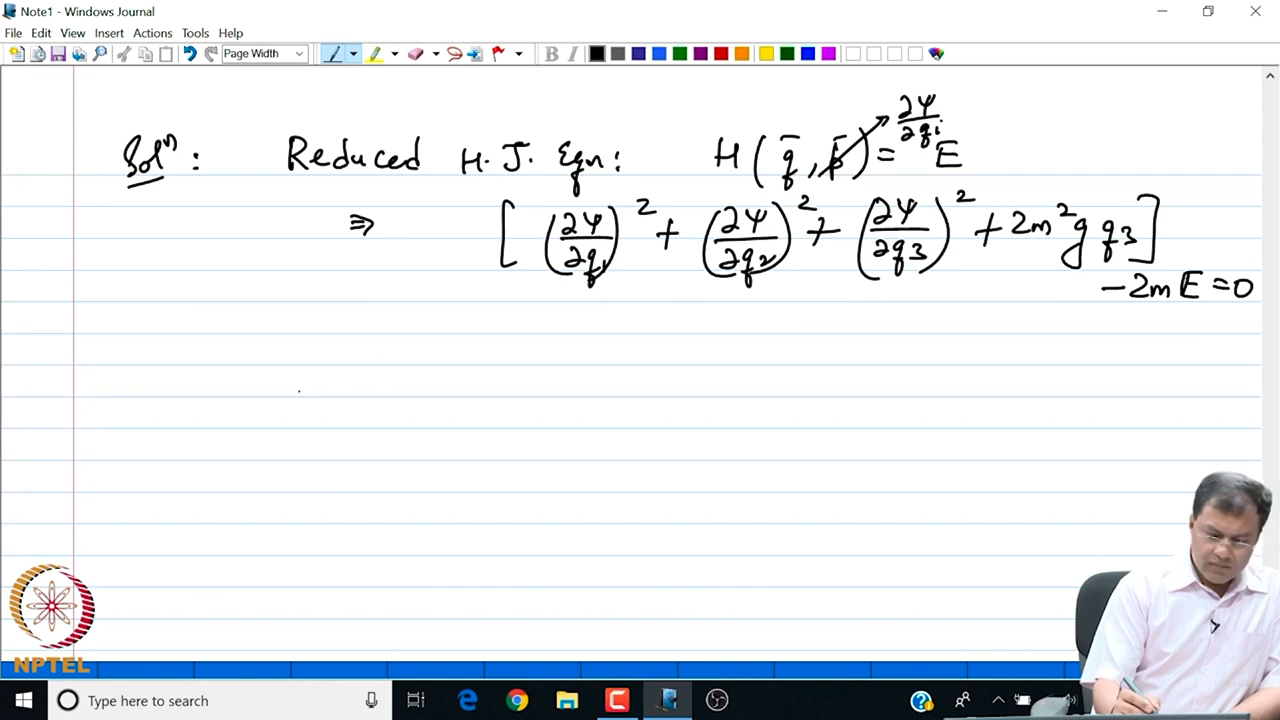 Note1 - Windows Journal
File Edit View Insert Actions Tools Help
Page Width B I
Solⁿ: Reduced H.J. Eqn: H(q̄, p̄) = E → ∂ψ/∂qᵢ
⇒ [(∂ψ/∂q₁)² + (∂ψ/∂q₂)² + (∂ψ/∂q₃)² + 2m²g q₃]
-2mE = 0
NPTEL
Type here to search